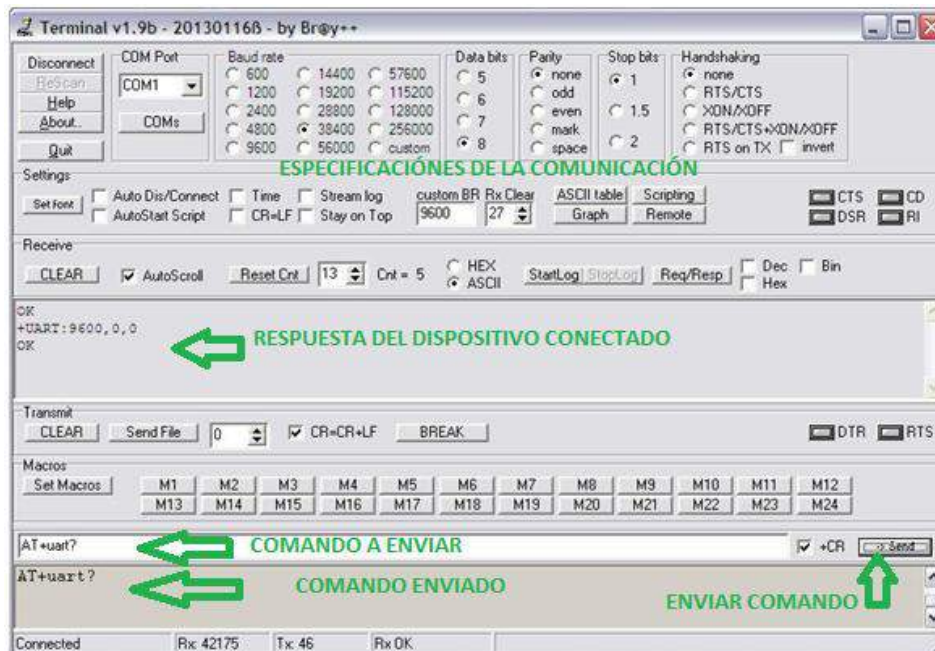 Terminal v1.9b - 20130116ß - by Br@y++
Disconnect
ReScan
Help
About..
Quit
COM Port
COM1
COMs
Baud rate
600 14400 57600
1200 19200 115200
2400 28800 128000
4800 38400 256000
9600 56000 custom
Data bits
5
6
7
8
Parity
none
odd
even
mark
space
Stop bits
1
1.5
2
Handshaking
none
RTS/CTS
XON/XOFF
RTS/CTS+XON/XOFF
RTS on TX invert
ESPECIFICACIÓNES DE LA COMUNICACIÓN
Settings
Set font
Auto Dis/Connect Time Stream log custom BR Rx Clear ASCII table Scripting CTS CD
AutoStart Script CR=LF Stay on Top 9600 27 Graph Remote DSR RI
Receive
CLEAR AutoScroll Reset Cnt 13 Cnt = 5 HEX ASCII StartLog StopLog Req/Resp Dec Bin Hex
OK
+UART:9600,0,0
OK
RESPUESTA DEL DISPOSITIVO CONECTADO
Transmit
CLEAR Send File 0 CR=CR+LF BREAK DTR RTS
Macros
Set Macros M1 M2 M3 M4 M5 M6 M7 M8 M9 M10 M11 M12
M13 M14 M15 M16 M17 M18 M19 M20 M21 M22 M23 M24
AT+uart? COMANDO A ENVIAR +CR -> Send
AT+uart? COMANDO ENVIADO
ENVIAR COMANDO
Connected Rx: 42175 Tx: 46 Rx OK